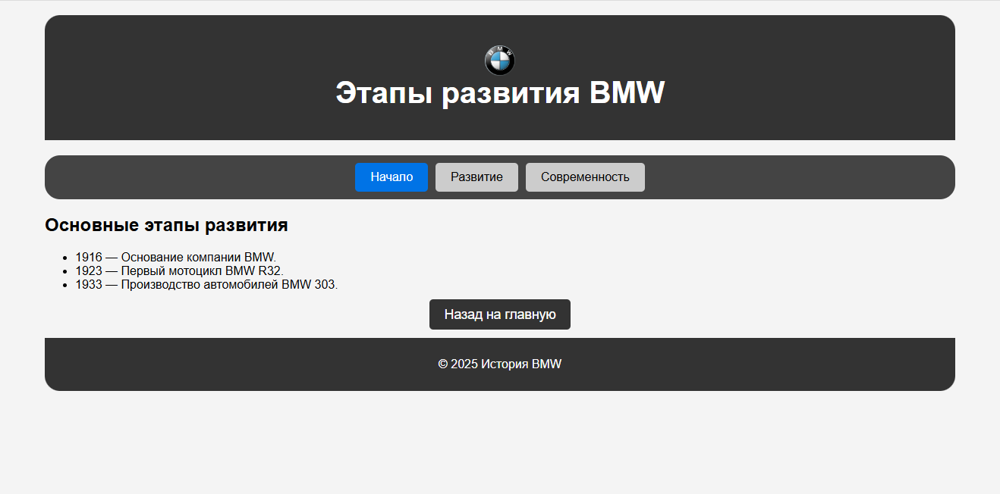 BMW
Этапы развития BMW
Начало Развитие Современность
Основные этапы развития
1916 — Основание компании BMW.
1923 — Первый мотоцикл BMW R32.
1933 — Производство автомобилей BMW 303.
Назад на главную
© 2025 История BMW